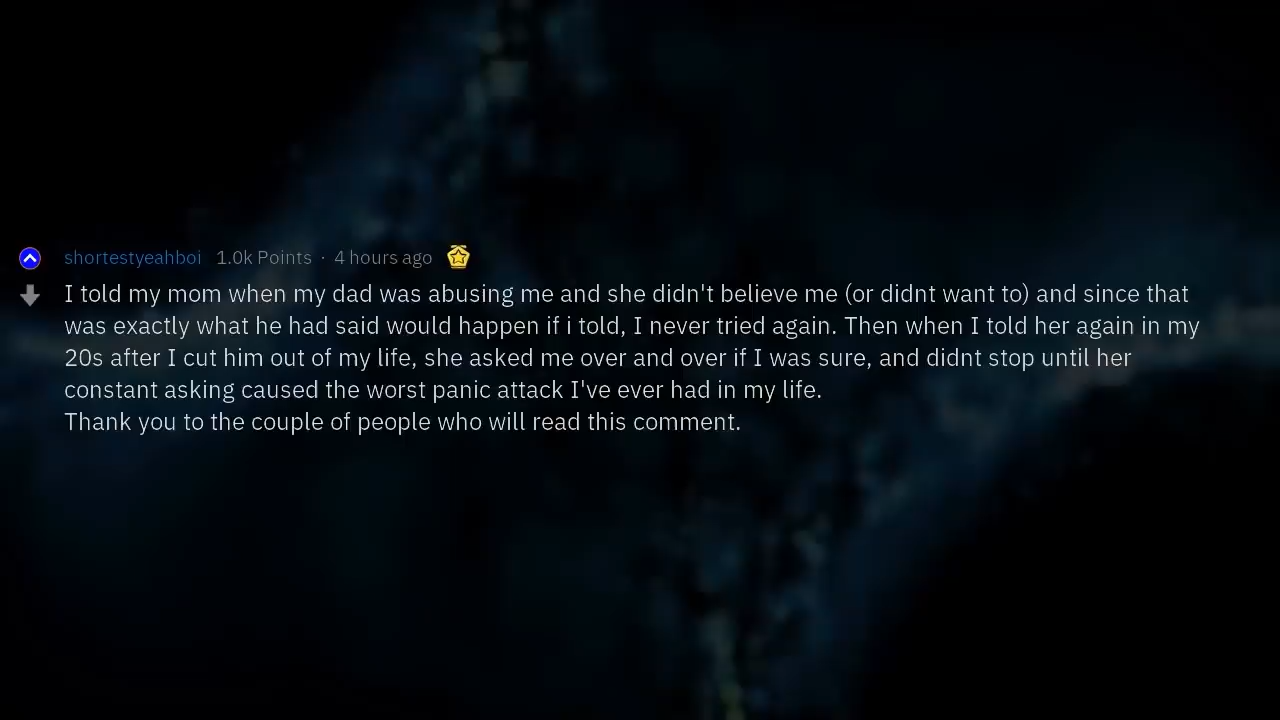 shortestyeahboi 1.0k Points · 4 hours ago
I told my mom when my dad was abusing me and she didn't believe me (or didnt want to) and since that
was exactly what he had said would happen if i told, I never tried again. Then when I told her again in my
20s after I cut him out of my life, she asked me over and over if I was sure, and didnt stop until her
constant asking caused the worst panic attack I've ever had in my life.
Thank you to the couple of people who will read this comment.